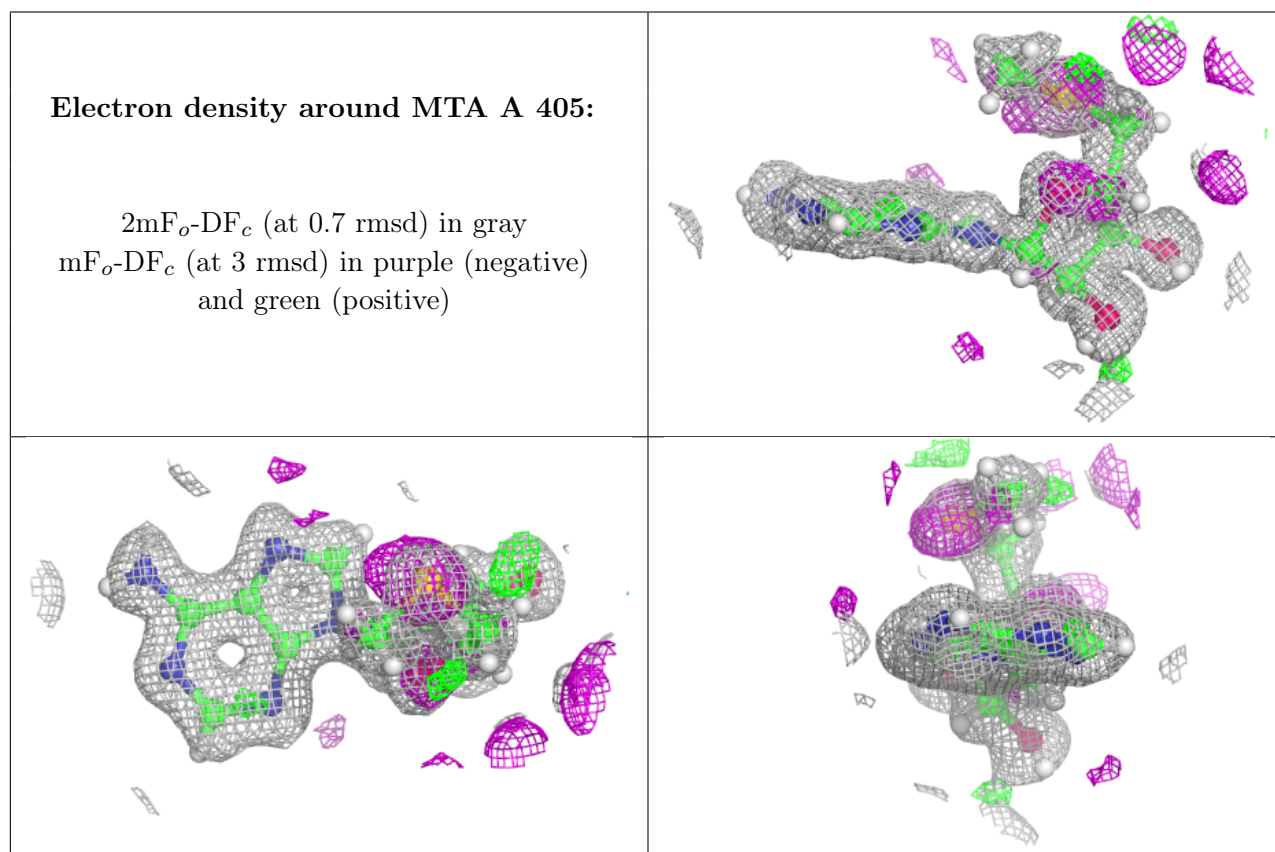 Electron density around MTA A 405:
2mFo-DFc (at 0.7 rmsd) in gray
mFo-DFc (at 3 rmsd) in purple (negative)
and green (positive)